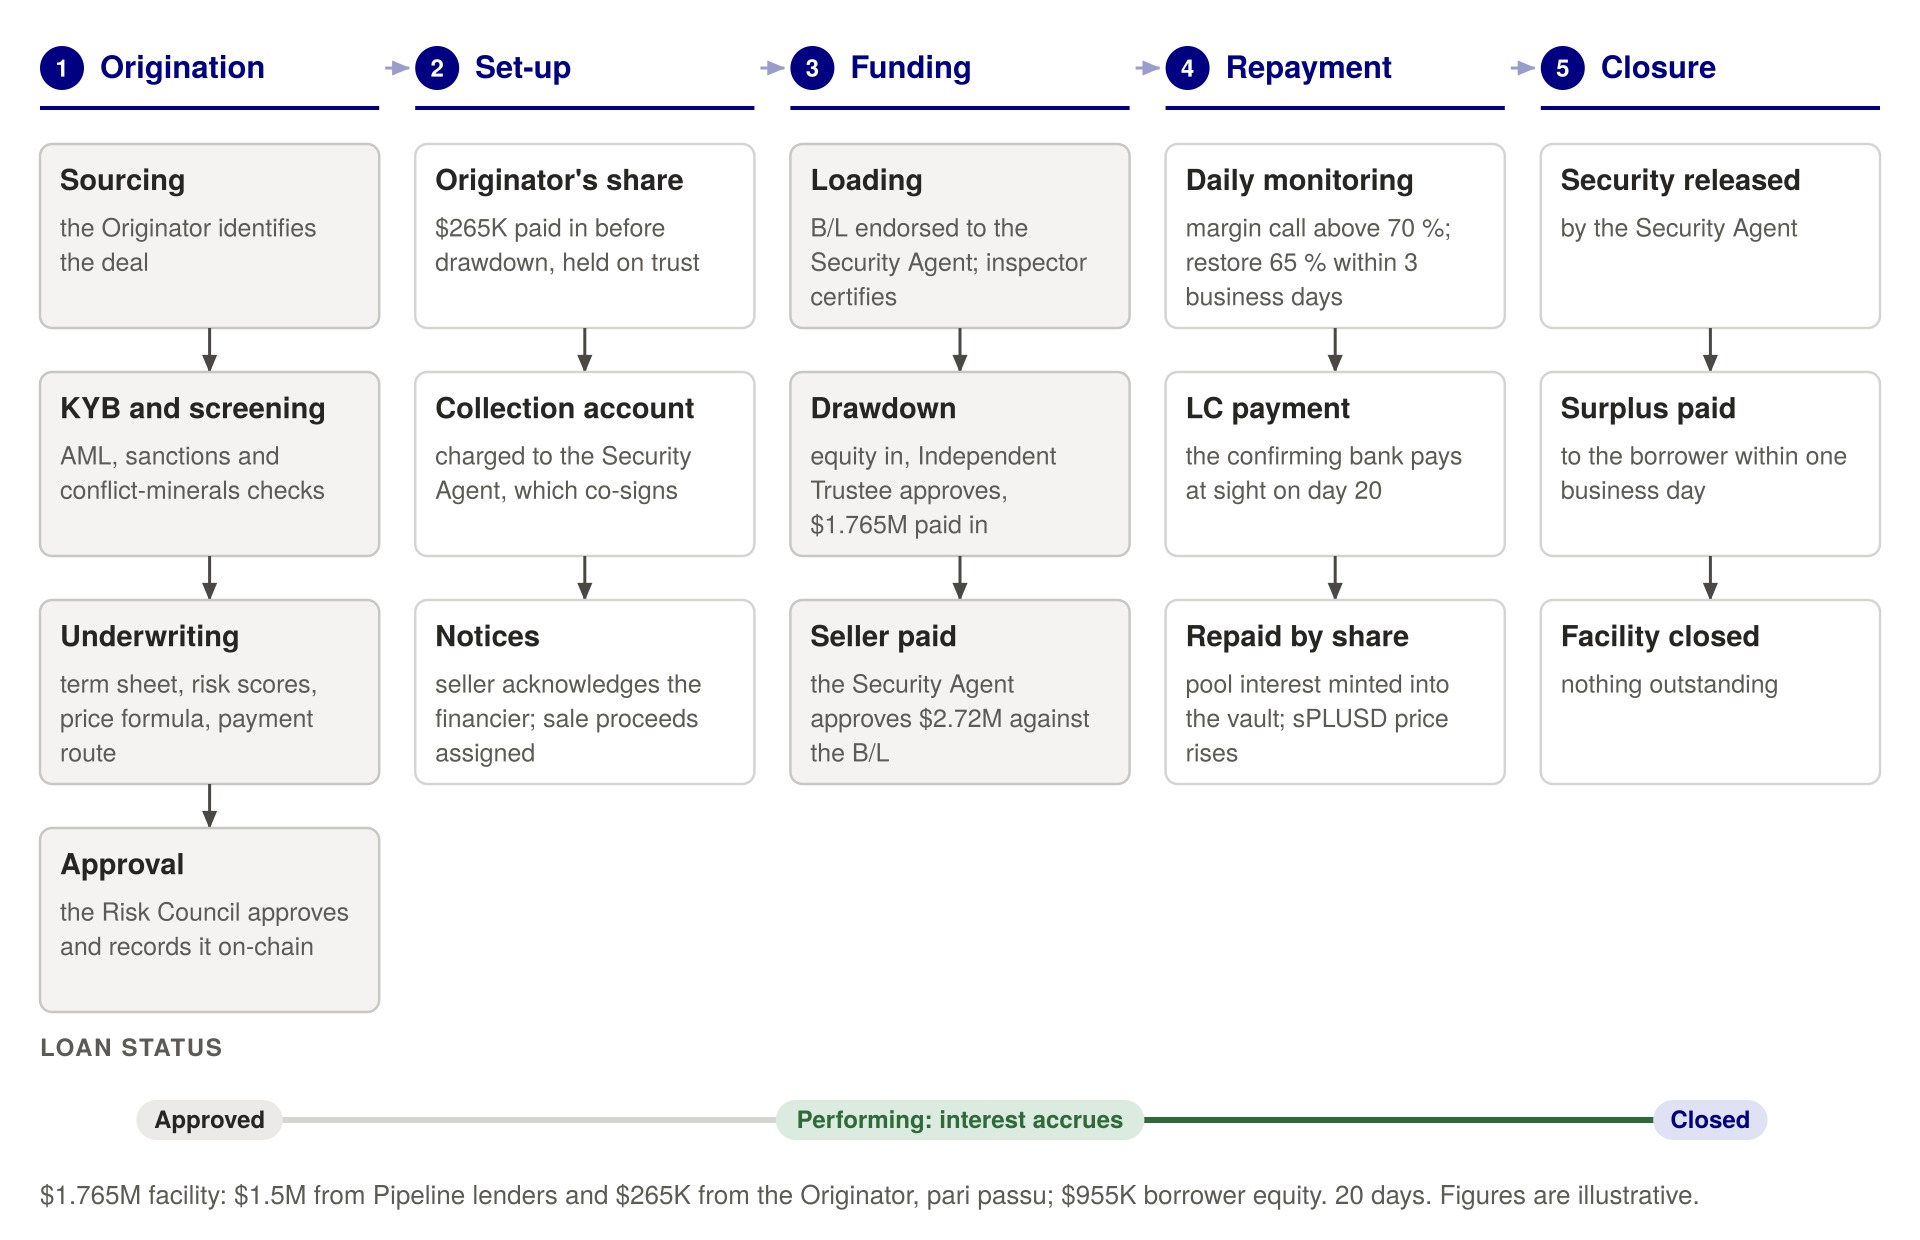 1 Origination
Sourcing
the Originator identifies
the deal
KYB and screening
AML, sanctions and
conflict-minerals checks
Underwriting
term sheet, risk scores,
price formula, payment
route
Approval
the Risk Council approves
and records it on-chain
2 Set-up
Originator's share
$265K paid in before
drawdown, held on trust
Collection account
charged to the Security
Agent, which co-signs
Notices
seller acknowledges the
financier; sale proceeds
assigned
3 Funding
Loading
B/L endorsed to the
Security Agent; inspector
certifies
Drawdown
equity in, Independent
Trustee approves,
$1.765M paid in
Seller paid
the Security Agent
approves $2.72M against
the B/L
4 Repayment
Daily monitoring
margin call above 70 %;
restore 65 % within 3
business days
LC payment
the confirming bank pays
at sight on day 20
Repaid by share
pool interest minted into
the vault; sPLUSD price
rises
5 Closure
Security released
by the Security Agent
Surplus paid
to the borrower within one
business day
Facility closed
nothing outstanding
LOAN STATUS
Approved
Performing: interest accrues
Closed
$1.765M facility: $1.5M from Pipeline lenders and $265K from the Originator, pari passu; $955K borrower equity. 20 days. Figures are illustrative.